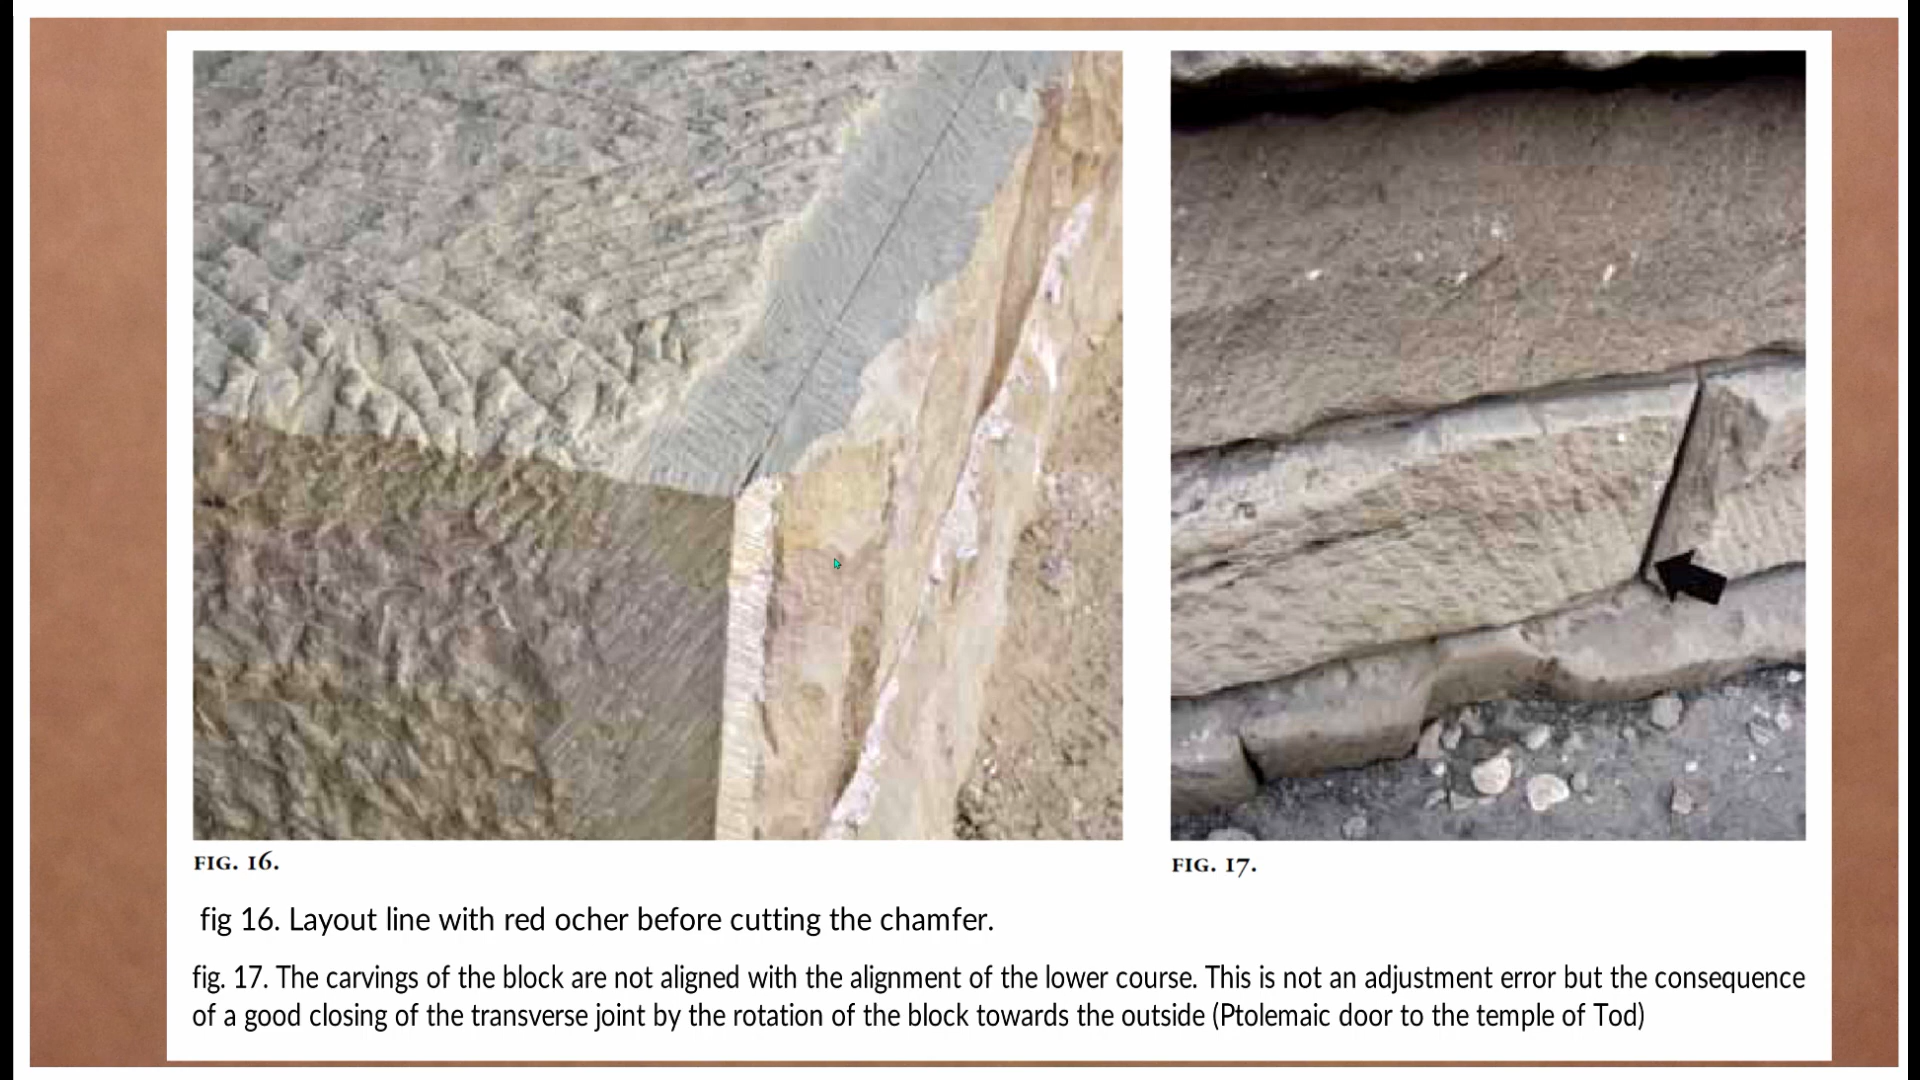 FIG. 16.
FIG. 17.
fig 16. Layout line with red ocher before cutting the chamfer.
fig. 17. The carvings of the block are not aligned with the alignment of the lower course. This is not an adjustment error but the consequence
of a good closing of the transverse joint by the rotation of the block towards the outside (Ptolemaic door to the temple of Tod)